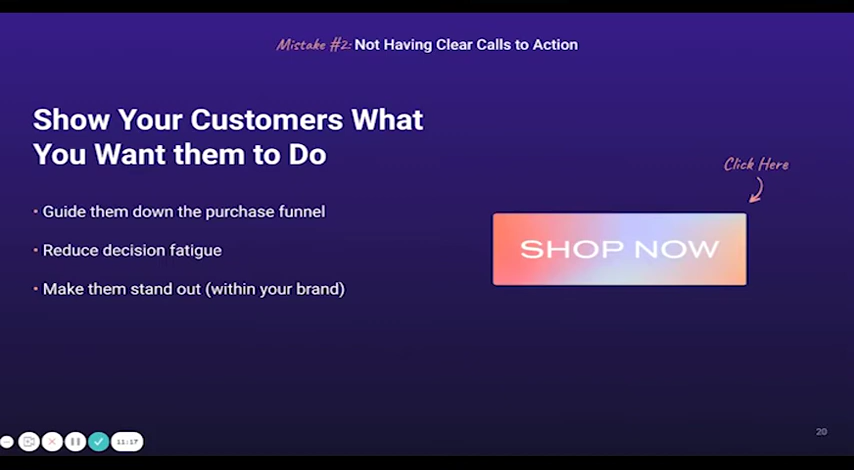 Mistake #2: Not Having Clear Calls to Action
Show Your Customers What
You Want them to Do
• Guide them down the purchase funnel
• Reduce decision fatigue
• Make them stand out (within your brand)
Click Here
SHOP NOW
20
11:17